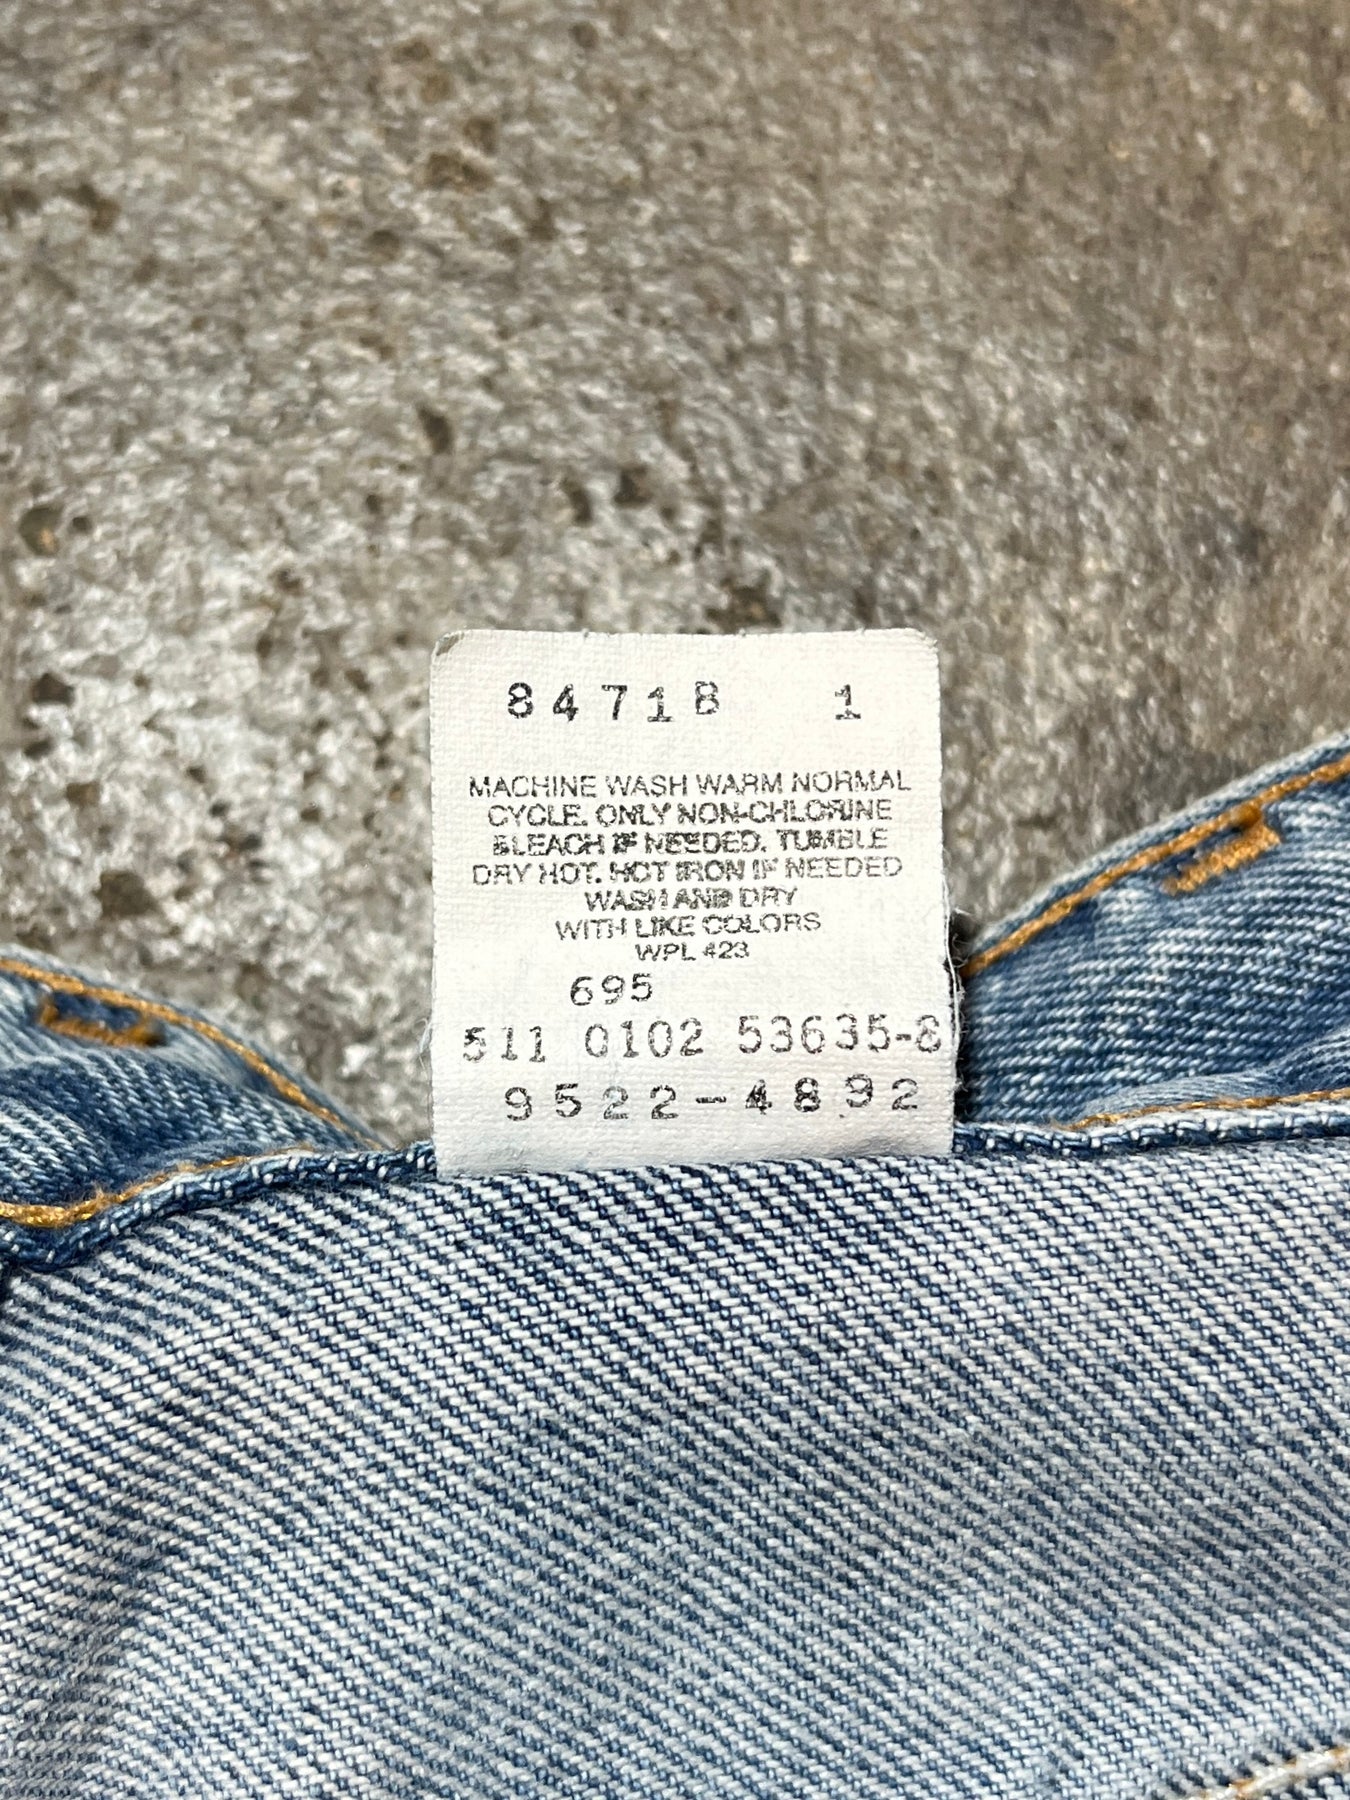 84718 1
MACHINE WASH WARM NORMAL
CYCLE. ONLY NON-CHLORINE
BLEACH IF NEEDED. TUMBLE
DRY HOT. HOT IRON IF NEEDED
WASH AND DRY
WITH LIKE COLORS
WPL 423
695
511 0102 53635-8
9522-4892